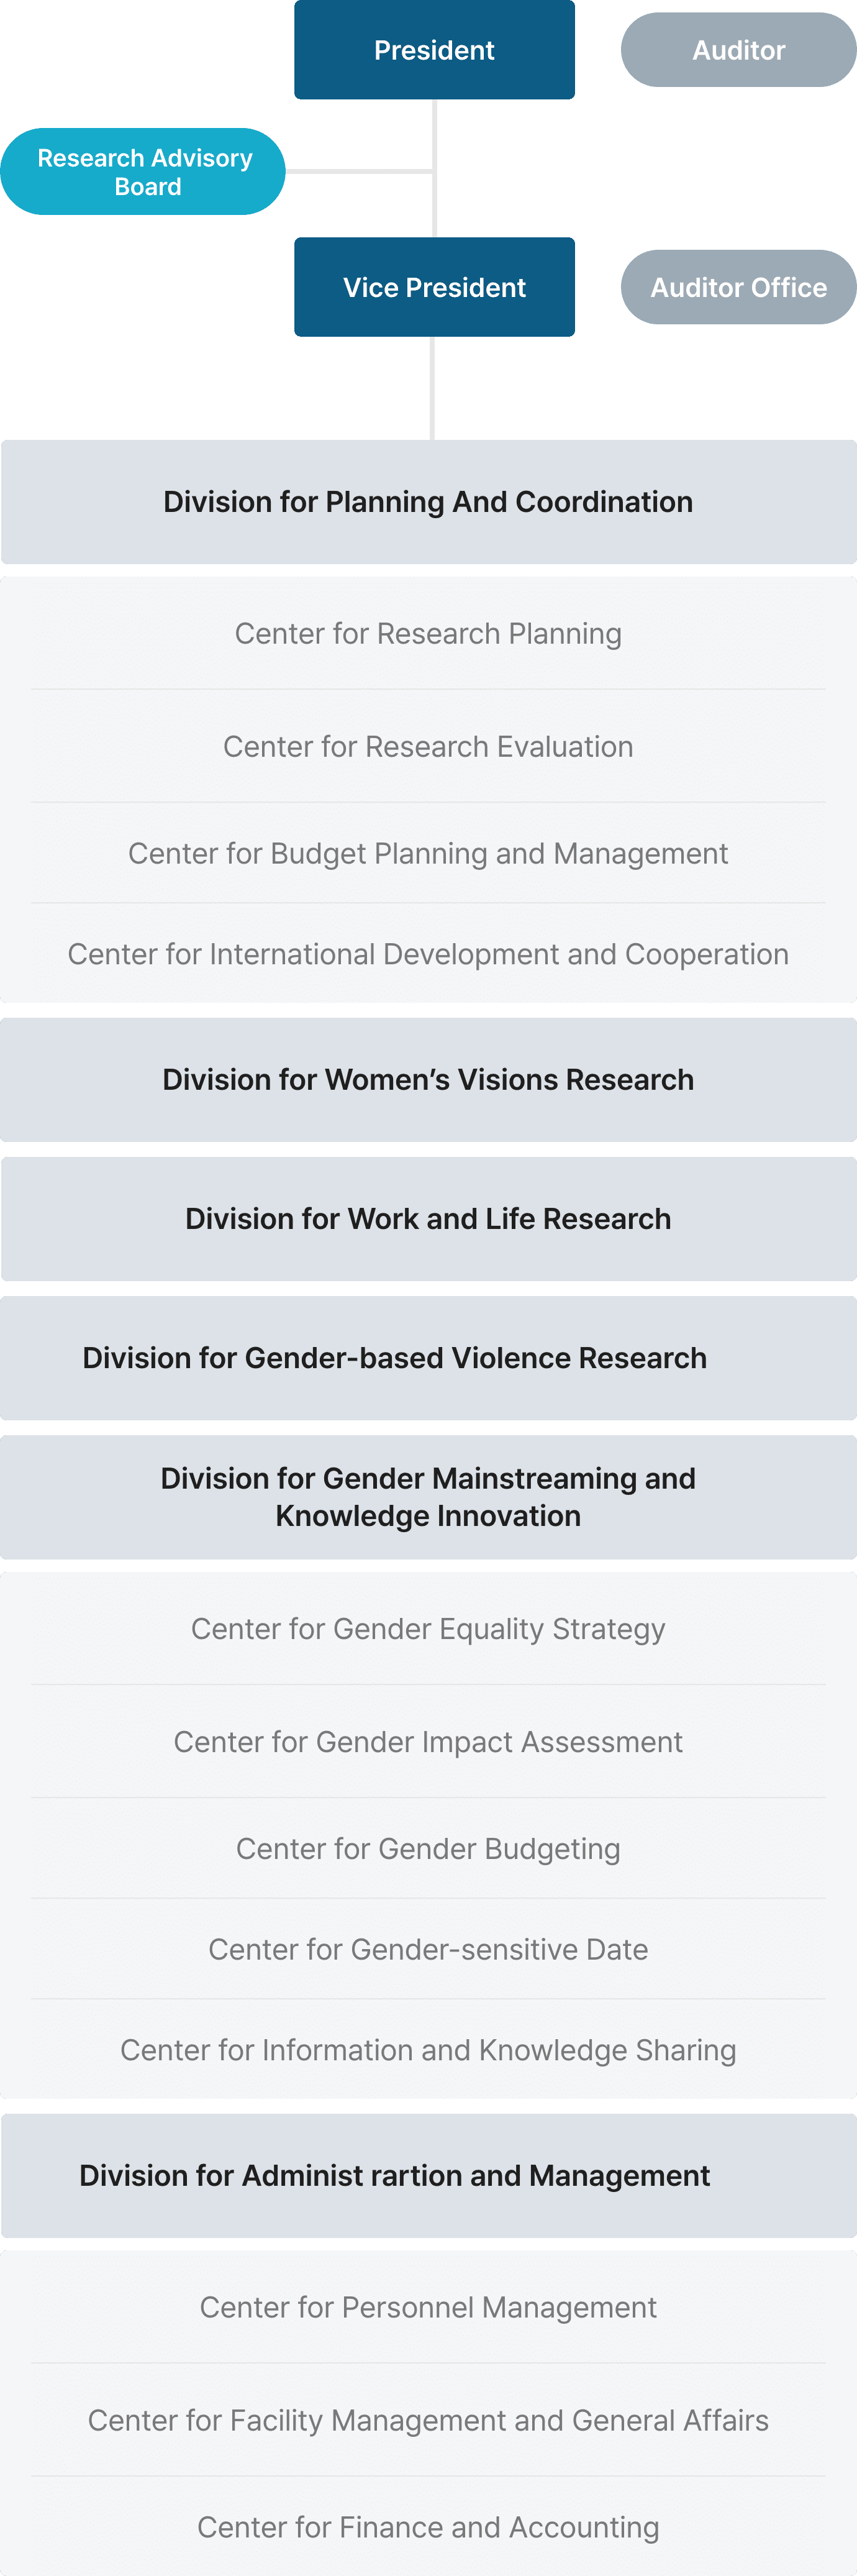 President
Auditor
Research Advisory
Board
Vice President
Auditor Office
Division for Planning And Coordination
Center for Research Planning
Center for Research Evaluation
Center for Budget Planning and Management
Center for International Development and Cooperation
Division for Women’s Visions Research
Division for Work and Life Research
Division for Gender-based Violence Research
Division for Gender Mainstreaming and
Knowledge Innovation
Center for Gender Equality Strategy
Center for Gender Impact Assessment
Center for Gender Budgeting
Center for Gender-sensitive Date
Center for Information and Knowledge Sharing
Division for Administ rartion and Management
Center for Personnel Management
Center for Facility Management and General Affairs
Center for Finance and Accounting